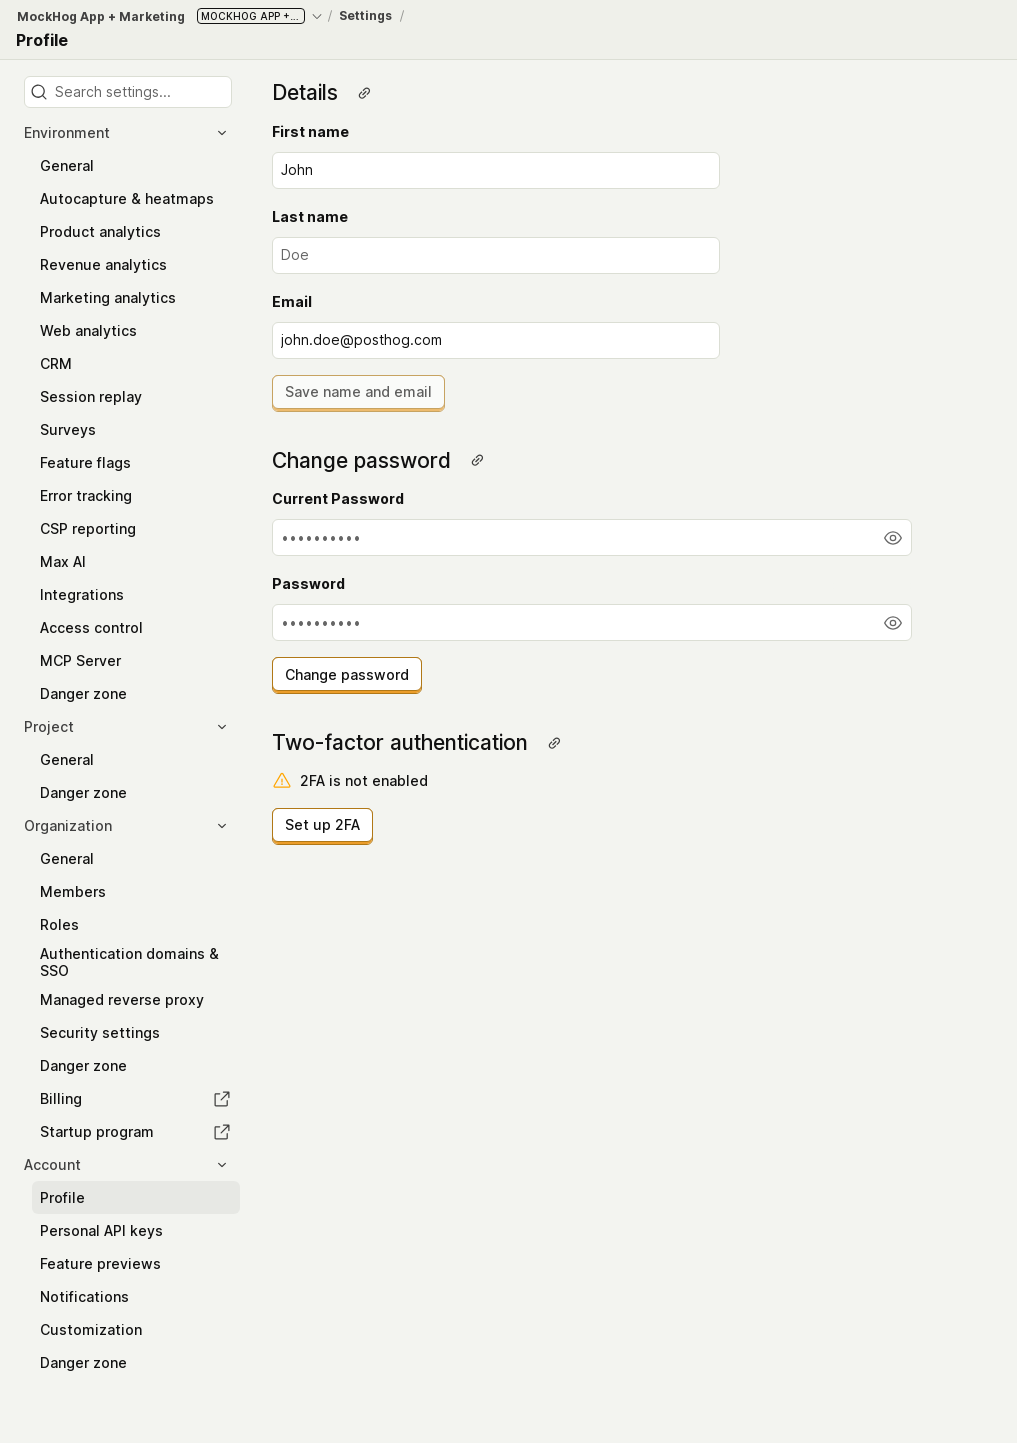 MockHog App + Marketing MOCKHOG APP +... / Settings /
Profile
Search settings...
Environment
General
Autocapture & heatmaps
Product analytics
Revenue analytics
Marketing analytics
Web analytics
CRM
Session replay
Surveys
Feature flags
Error tracking
CSP reporting
Max AI
Integrations
Access control
MCP Server
Danger zone
Project
General
Danger zone
Organization
General
Members
Roles
Authentication domains &
SSO
Managed reverse proxy
Security settings
Danger zone
Billing
Startup program
Account
Profile
Personal API keys
Feature previews
Notifications
Customization
Danger zone
Details
First name
John
Last name
Doe
Email
john.doe@posthog.com
Save name and email
Change password
Current Password
••••••••••
Password
••••••••••
Change password
Two-factor authentication
2FA is not enabled
Set up 2FA